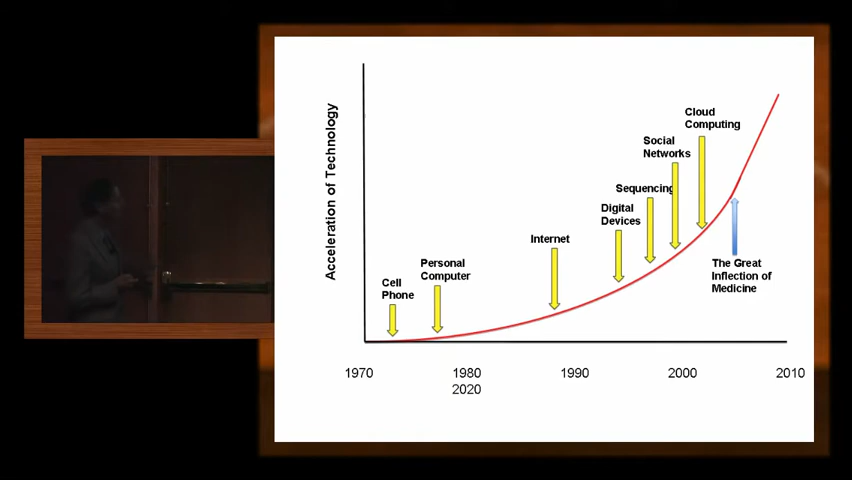 Cloud
Computing
Social
Networks
Sequencing
Digital
Devices
Internet
Personal
Computer
Cell
Phone
The Great
Inflection of
Medicine
Acceleration of Technology
1970 1980 1990 2000 2010
2020